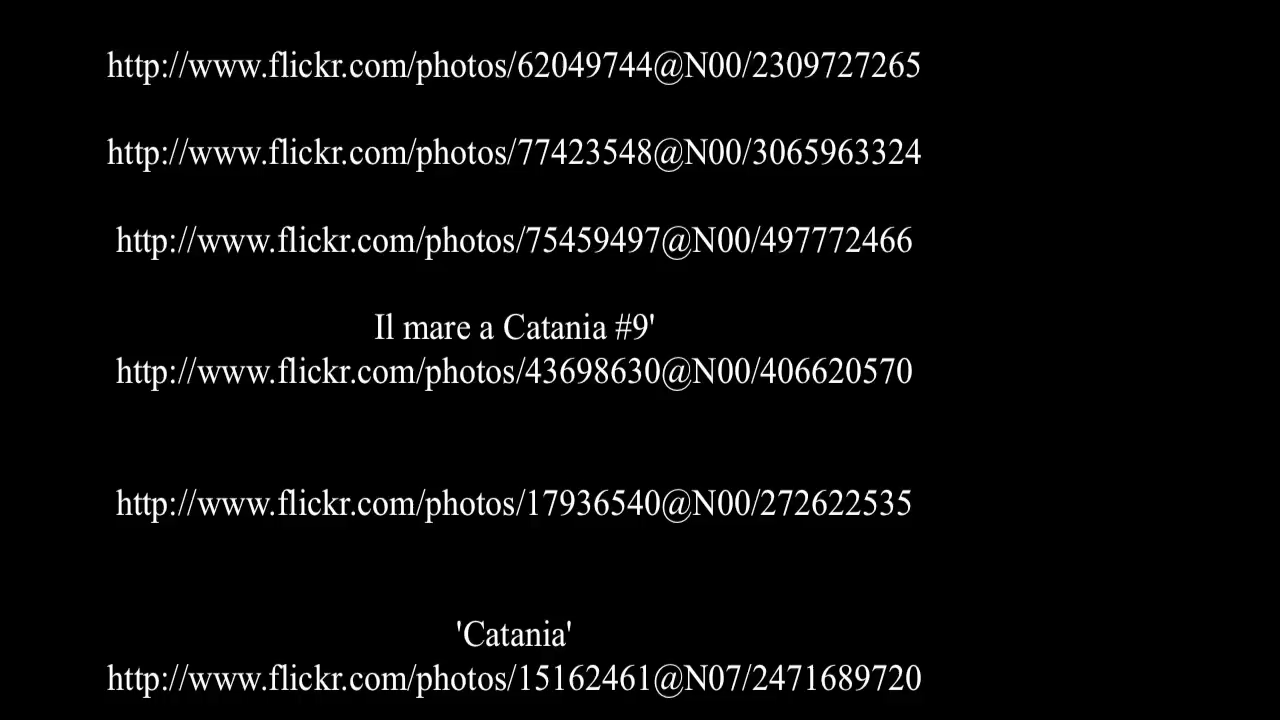 http://www.flickr.com/photos/62049744@N00/2309727265
http://www.flickr.com/photos/77423548@N00/3065963324
http://www.flickr.com/photos/75459497@N00/497772466
Il mare a Catania #9'
http://www.flickr.com/photos/43698630@N00/406620570
http://www.flickr.com/photos/17936540@N00/272622535
'Catania'
http://www.flickr.com/photos/15162461@N07/2471689720